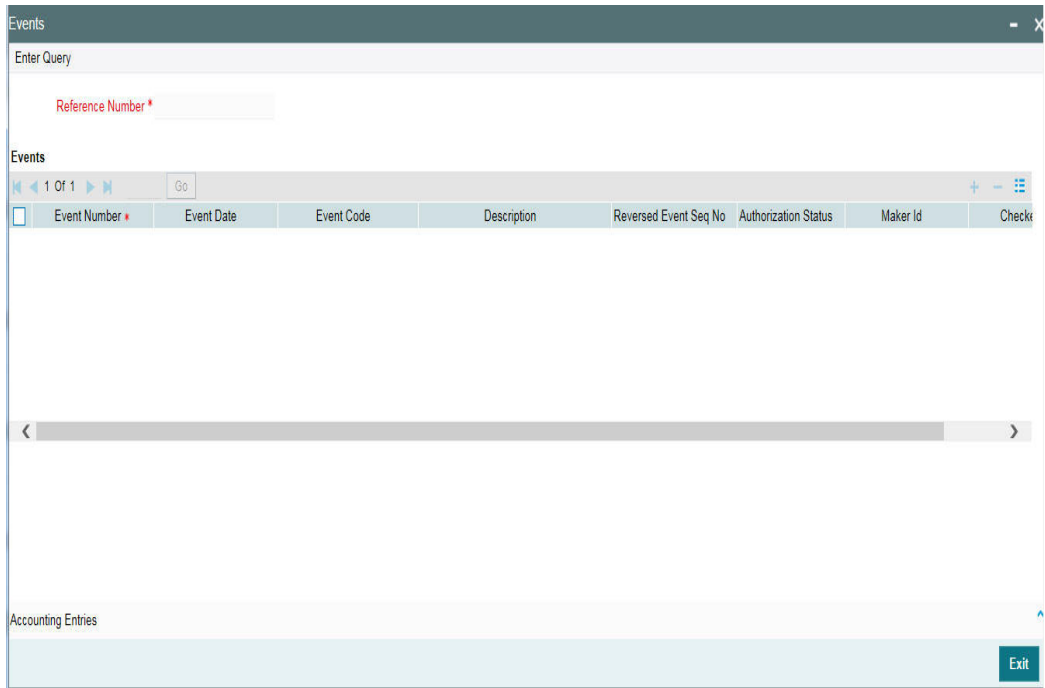 Events - X
Enter Query
Reference Number *
Events
1 Of 1 Go + -
Event Number * Event Date Event Code Description Reversed Event Seq No Authorization Status Maker Id Checke
Accounting Entries
Exit